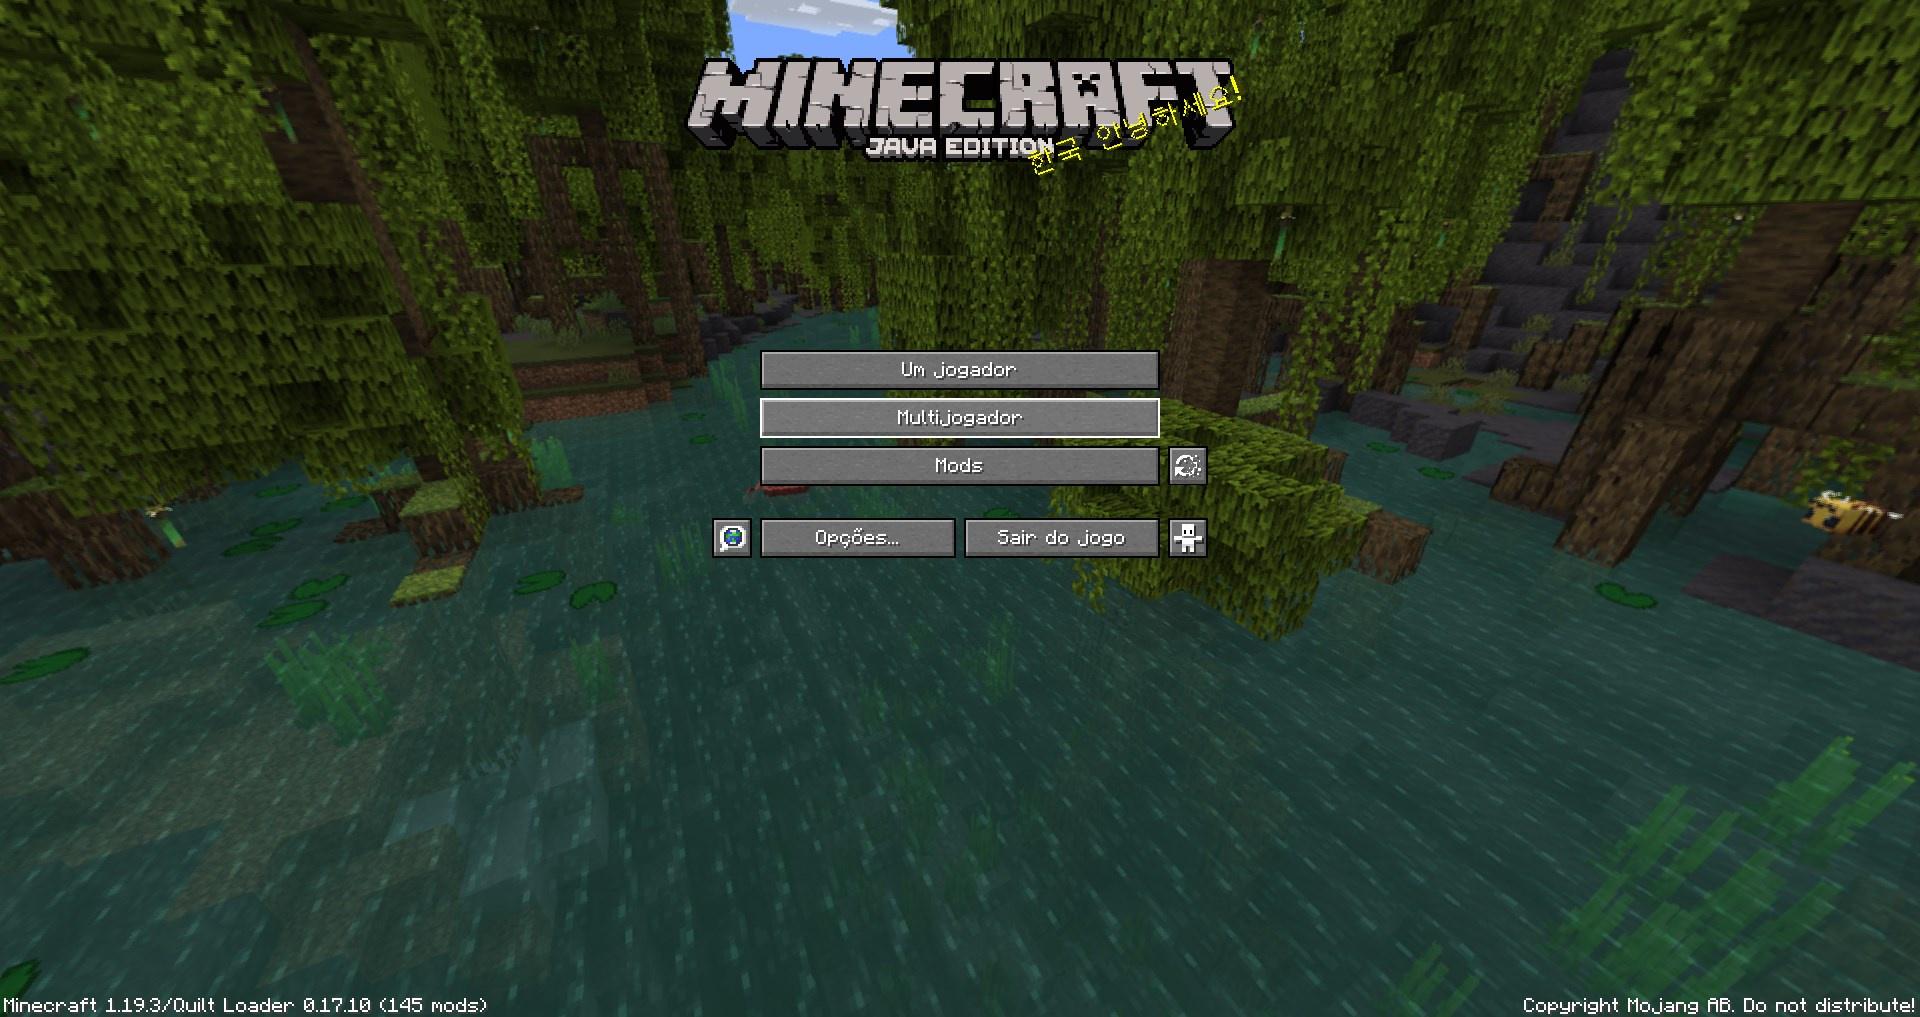 MINECRAFT
JAVA EDITION
한국 안녕하세요!
Um jogador
Multijogador
Mods
Opções...
Sair do jogo
Minecraft 1.19.3/Quilt Loader 0.17.10 (145 mods)
Copyright Mojang AB. Do not distribute!